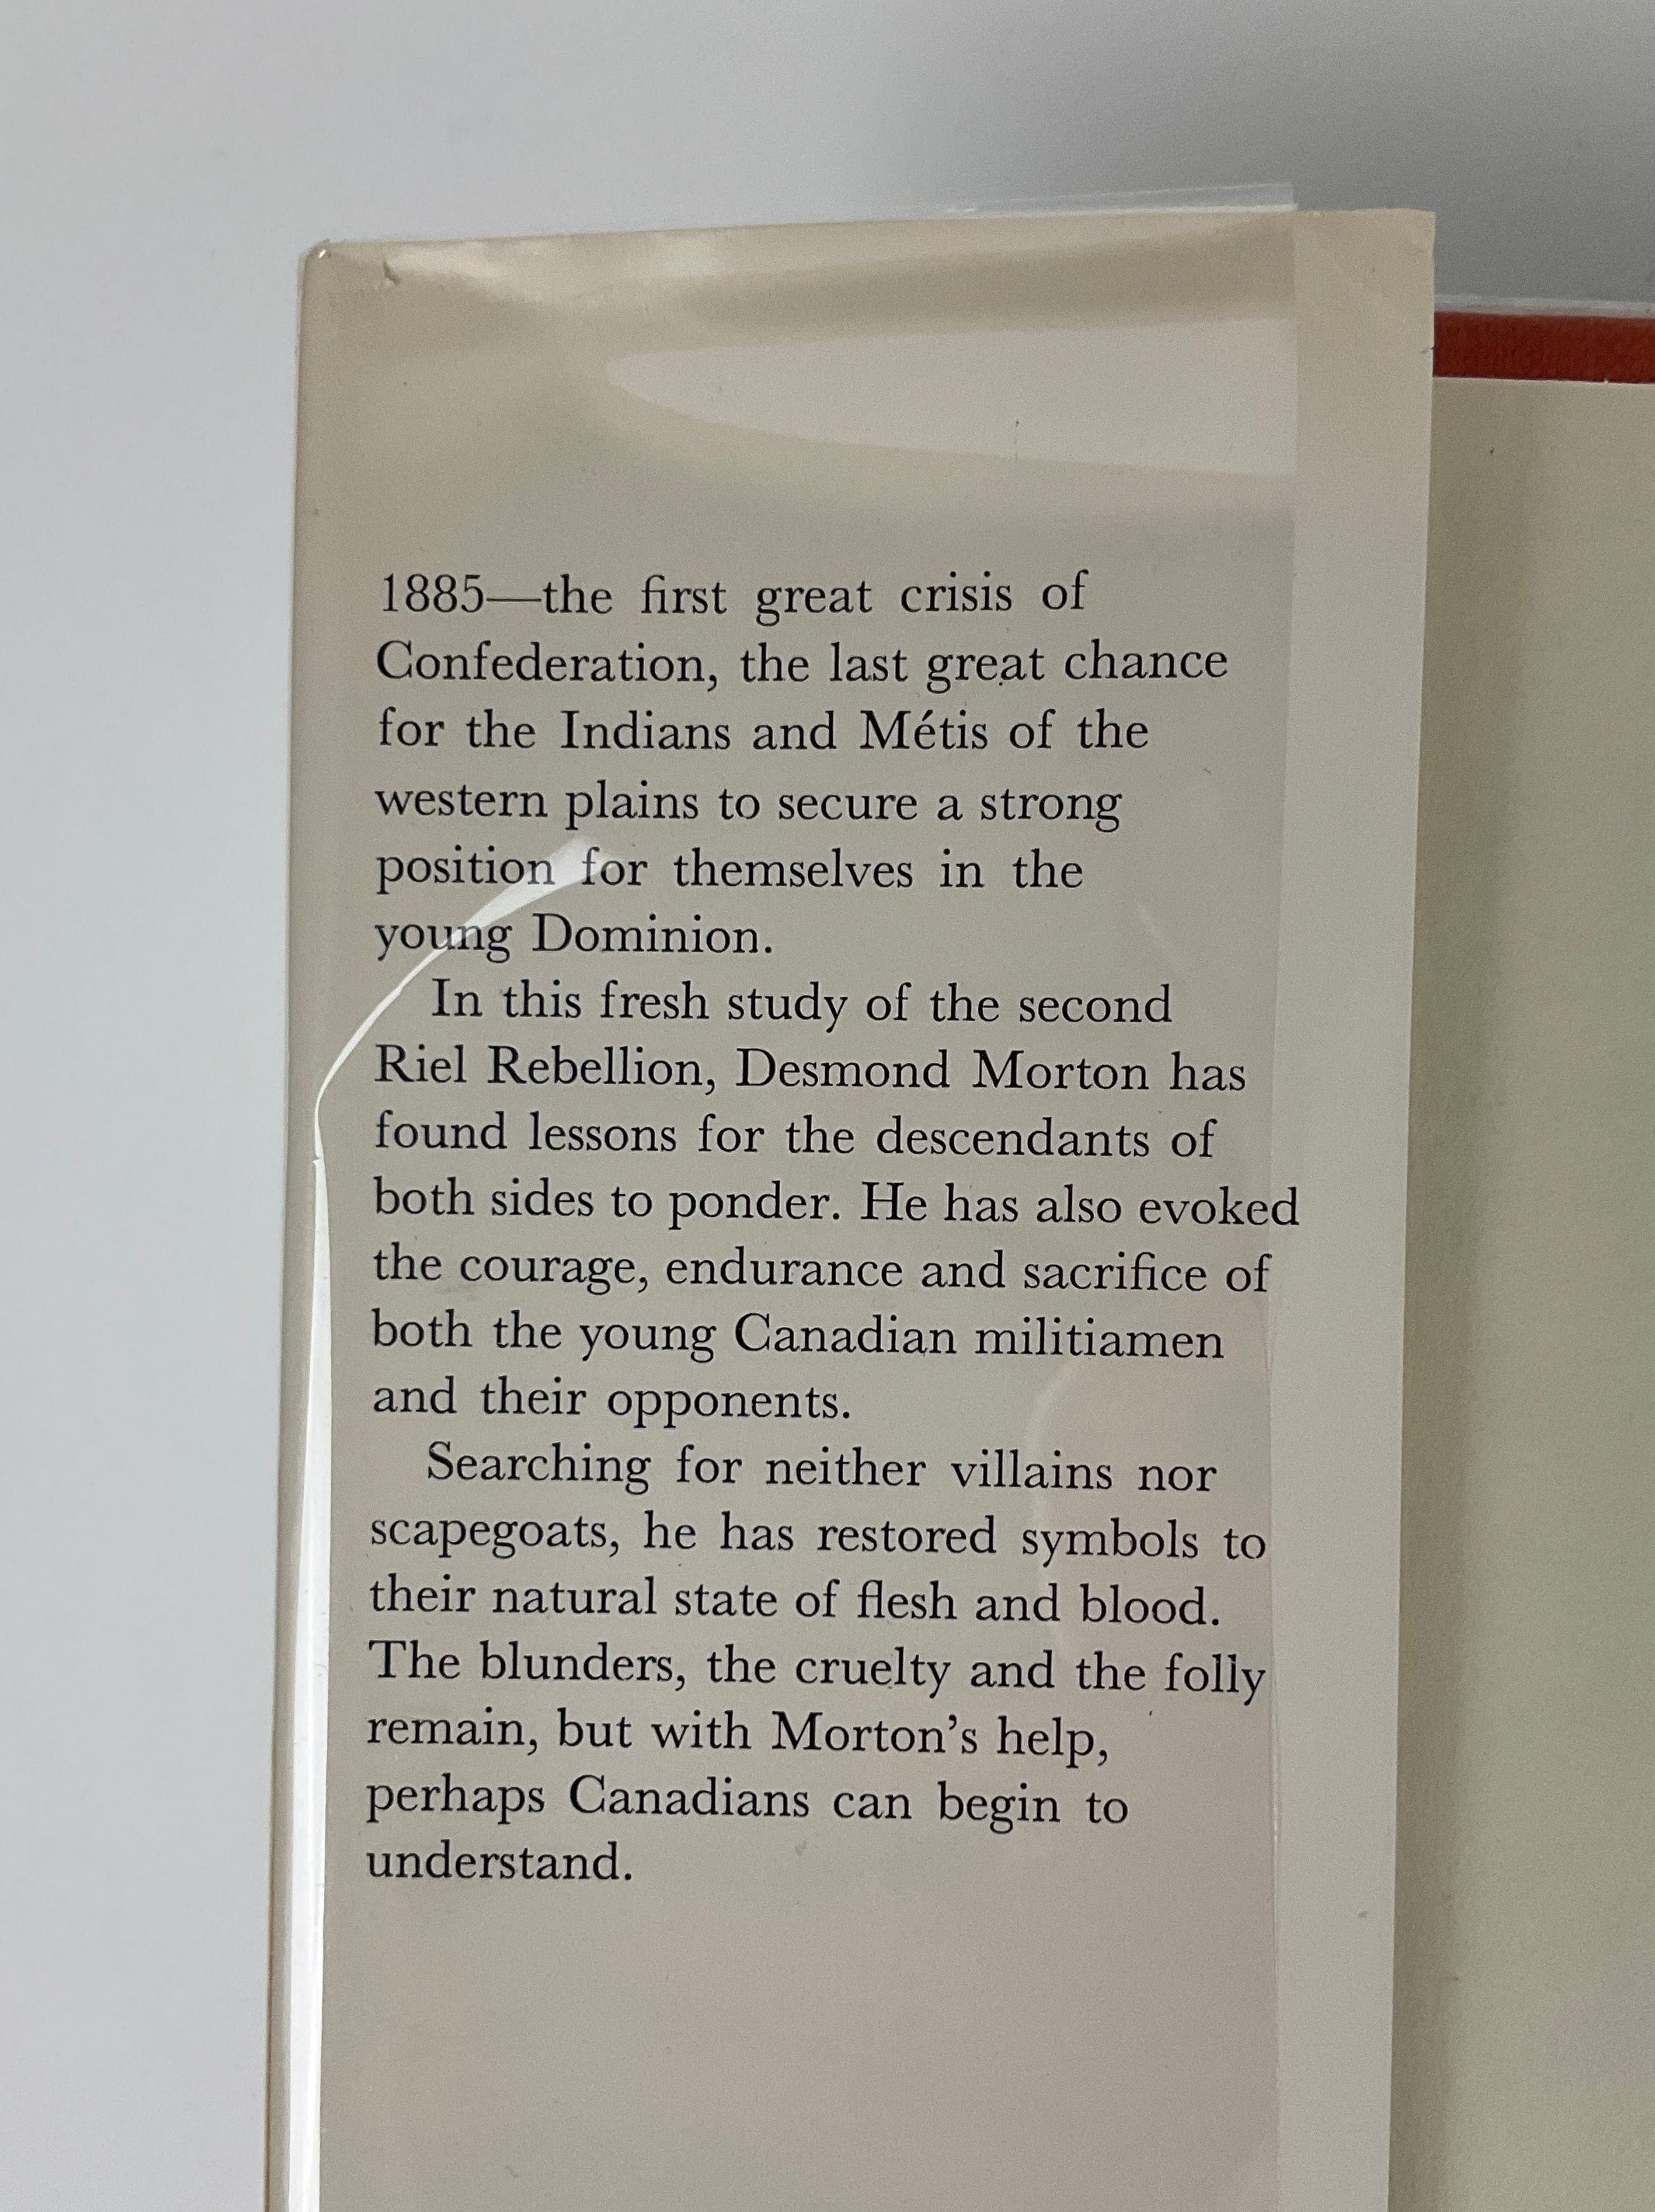 1885—the first great crisis of
Confederation, the last great chance
for the Indians and Métis of the
western plains to secure a strong
position for themselves in the
young Dominion.
In this fresh study of the second
Riel Rebellion, Desmond Morton has
found lessons for the descendants of
both sides to ponder. He has also evoked
the courage, endurance and sacrifice of
both the young Canadian militiamen
and their opponents.
Searching for neither villains nor
scapegoats, he has restored symbols to
their natural state of flesh and blood.
The blunders, the cruelty and the folly
remain, but with Morton’s help,
perhaps Canadians can begin to
understand.